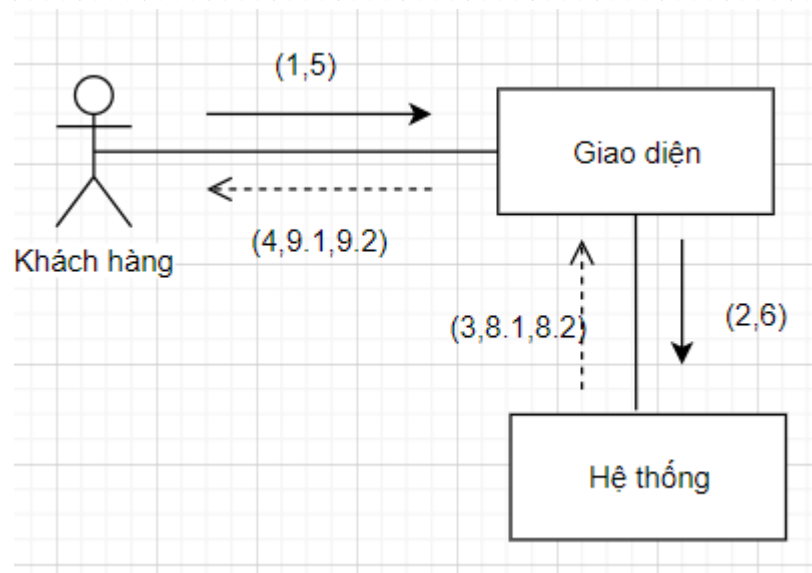 (1,5)
Giao diện
(4,9.1,9.2)
Khách hàng
(3,8.1,8.2)
(2,6)
Hệ thống